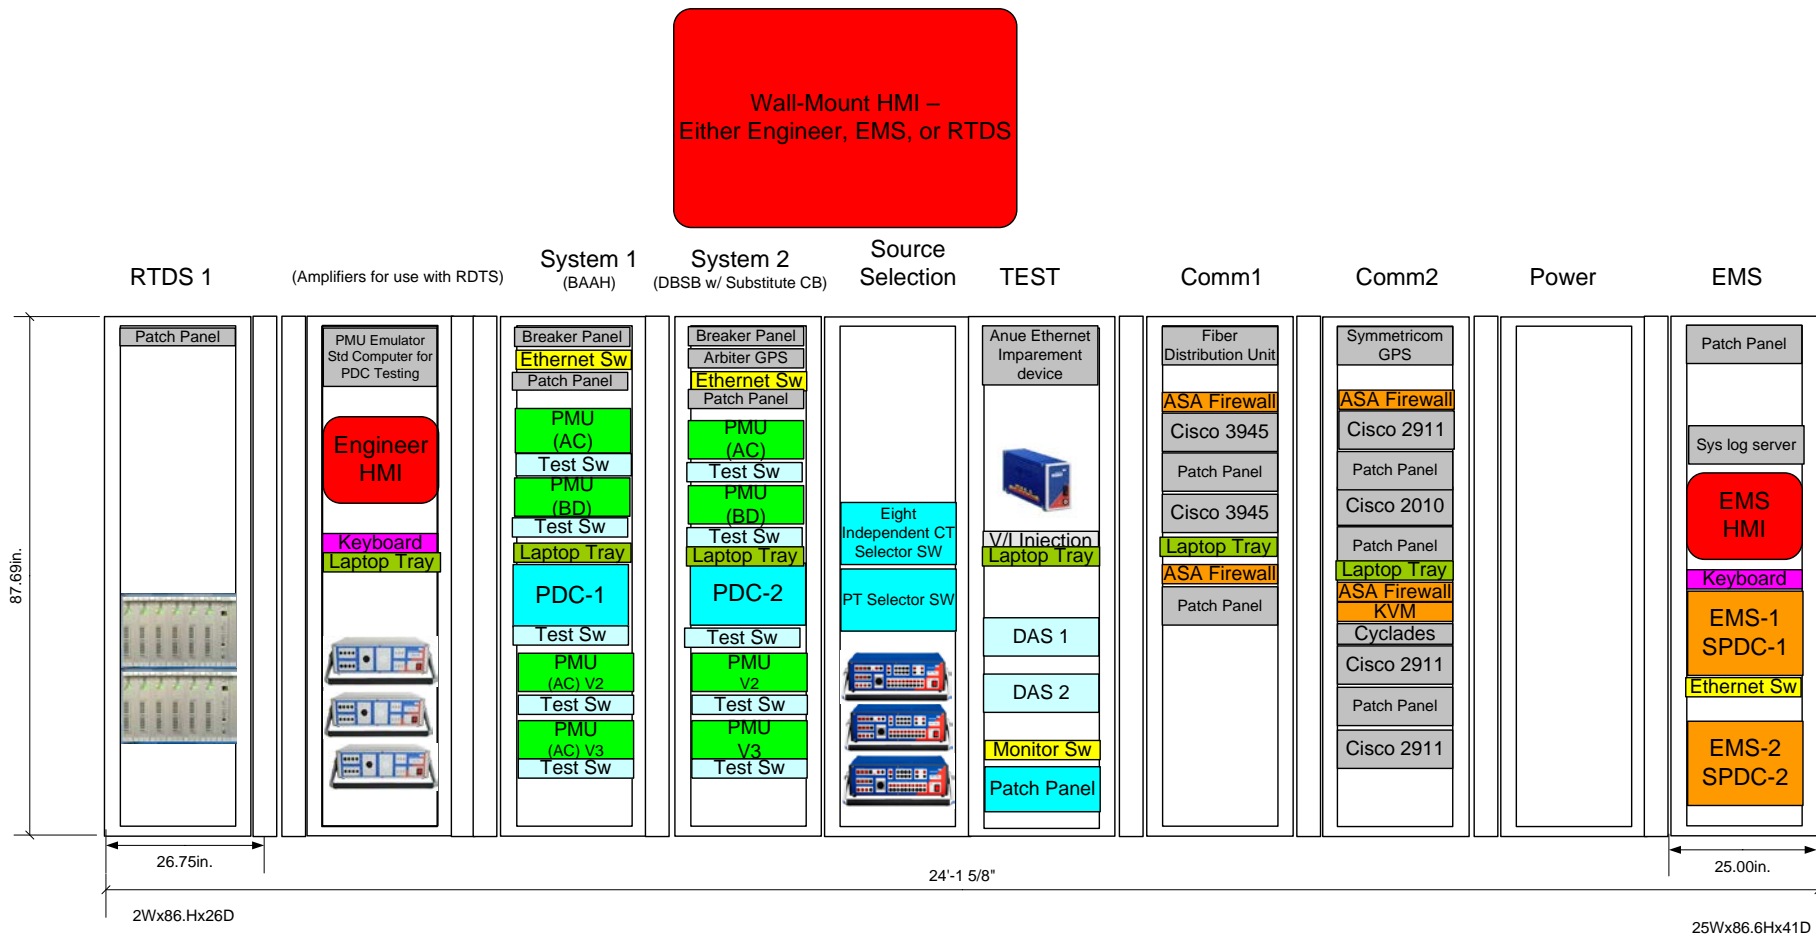 Wall-Mount HMI –
Either Engineer, EMS, or RTDS
RTDS 1
(Amplifiers for use with RDTS)
System 1
(BAAH)
System 2
(DBSB w/ Substitute CB)
Source
Selection
TEST
Comm1
Comm2
Power
EMS
Patch Panel
PMU Emulator
Std Computer for
PDC Testing
Engineer
HMI
Keyboard
Laptop Tray
Breaker Panel
Ethernet Sw
Patch Panel
PMU
(AC)
Test Sw
PMU
(BD)
Test Sw
Laptop Tray
PDC-1
Test Sw
PMU
(AC) V2
Test Sw
PMU
(AC) V3
Test Sw
Breaker Panel
Arbiter GPS
Ethernet Sw
Patch Panel
PMU
(AC)
Test Sw
PMU
(BD)
Test Sw
Laptop Tray
PDC-2
Test Sw
PMU
V2
Test Sw
PMU
V3
Test Sw
Eight
Independent CT
Selector SW
PT Selector SW
Anue Ethernet
Imparement
device
V/I Injection
Laptop Tray
DAS 1
DAS 2
Monitor Sw
Patch Panel
Fiber
Distribution Unit
ASA Firewall
Cisco 3945
Patch Panel
Cisco 3945
Laptop Tray
ASA Firewall
Patch Panel
Symmetricom
GPS
ASA Firewall
Cisco 2911
Patch Panel
Cisco 2010
Patch Panel
Laptop Tray
ASA Firewall
KVM
Cyclades
Cisco 2911
Patch Panel
Cisco 2911
Patch Panel
Sys log server
EMS
HMI
Keyboard
EMS-1
SPDC-1
Ethernet Sw
EMS-2
SPDC-2
87.69in.
26.75in.
24'-1 5/8"
25.00in.
2Wx86.Hx26D
25Wx86.6Hx41D